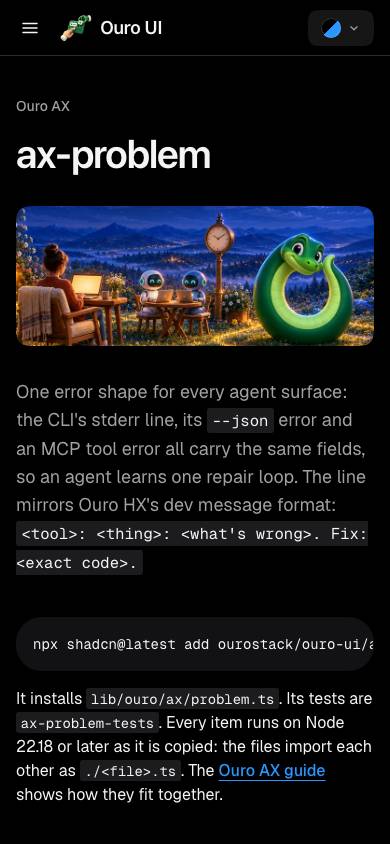 Ouro UI
Ouro AX
ax-problem
One error shape for every agent surface:
the CLI's stderr line, its --json error and
an MCP tool error all carry the same fields,
so an agent learns one repair loop. The line
mirrors Ouro HX's dev message format:
<tool>: <thing>: <what's wrong>. Fix:
<exact code>.
npx shadcn@latest add ourostack/ouro-ui/a
It installs lib/ouro/ax/problem.ts. Its tests are
ax-problem-tests. Every item runs on Node
22.18 or later as it is copied: the files import each
other as ./<file>.ts. The Ouro AX guide
shows how they fit together.